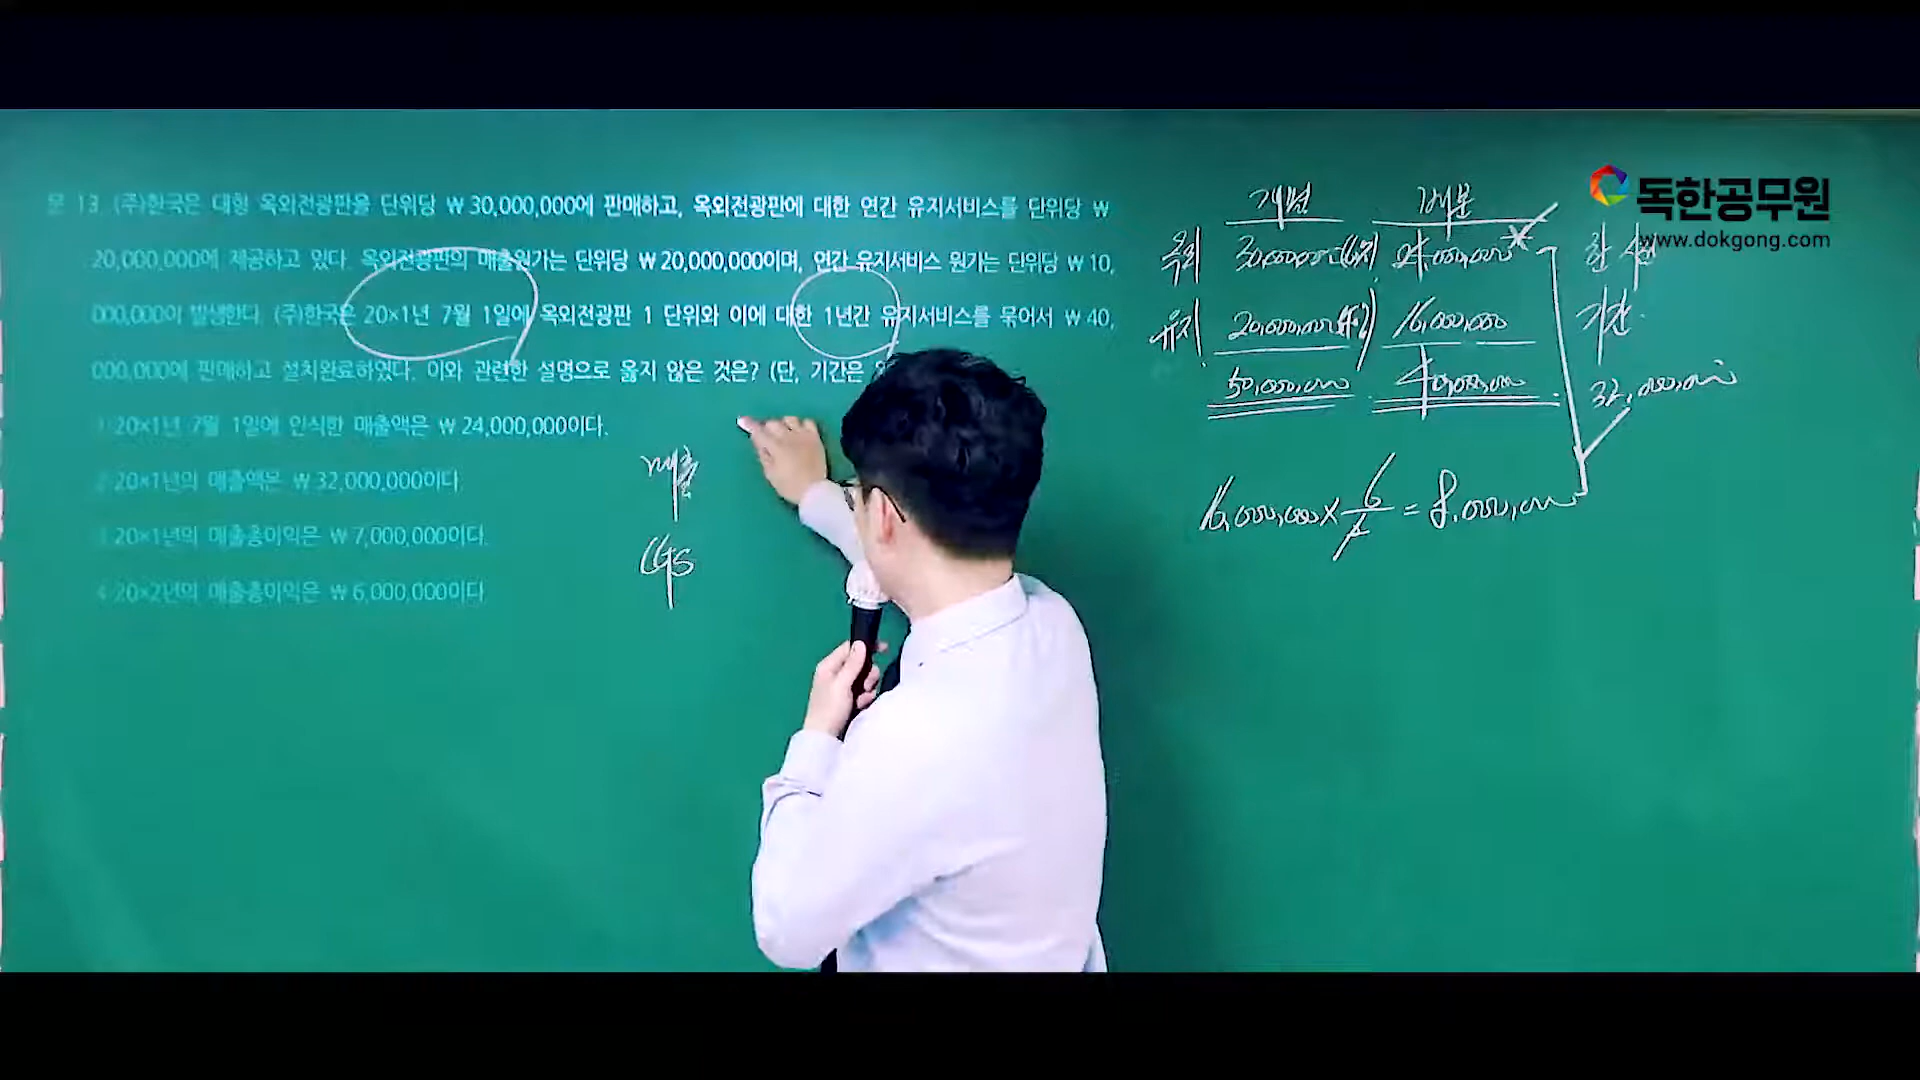 문 13. (주)한국은 대형 옥외전광판을 단위당 ₩30,000,000에 판매하고, 옥외전광판에 대한 연간 유지서비스를 단위당 ₩
20,000,000에 제공하고 있다. 옥외전광판의 매출원가는 단위당 ₩20,000,000이며, 연간 유지서비스 원가는 단위당 ₩10,
000,000이 발생한다. (주)한국은 20×1년 7월 1일에 옥외전광판 1 단위와 이에 대한 1년간 유지서비스를 묶어서 ₩40,
000,000에 판매하고 설치완료하였다. 이와 관련한 설명으로 옳지 않은 것은? (단, 기간은
1 20×1년 7월 1일에 인식한 매출액은 ₩24,000,000이다.
2 20×1년의 매출액은 ₩32,000,000이다.
3 20×1년의 매출총이익은 ₩7,000,000이다.
4 20×2년의 매출총이익은 ₩6,000,000이다
매출
개별 배분
옥외 30,000,000 24,000,000
유지 20,000,000 16,000,000
기간
50,000,000 40,000,000
32,000,000
16,000,000 × 6/12 = 8,000,000
독한공무원
www.dokgong.com